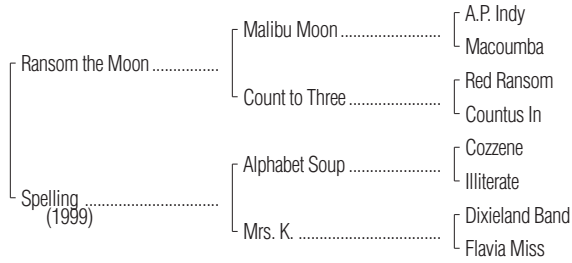 A.P. Indy
Malibu Moon ....................
Macoumba
Ransom the Moon ...............
Red Ransom
Count to Three ....................
Countus In
Cozzene
Alphabet Soup ....................
Illiterate
Spelling ..............................
(1999)
Dixieland Band
Mrs. K. ................................
Flavia Miss